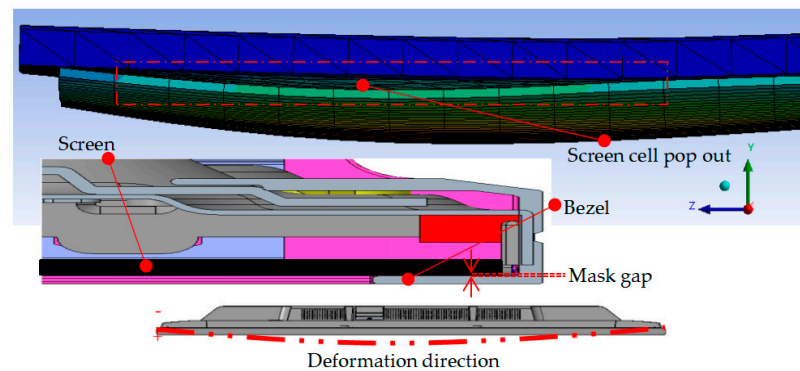 Screen
Screen cell pop out
Y
Z
Bezel
Mask gap
-
+
Deformation direction